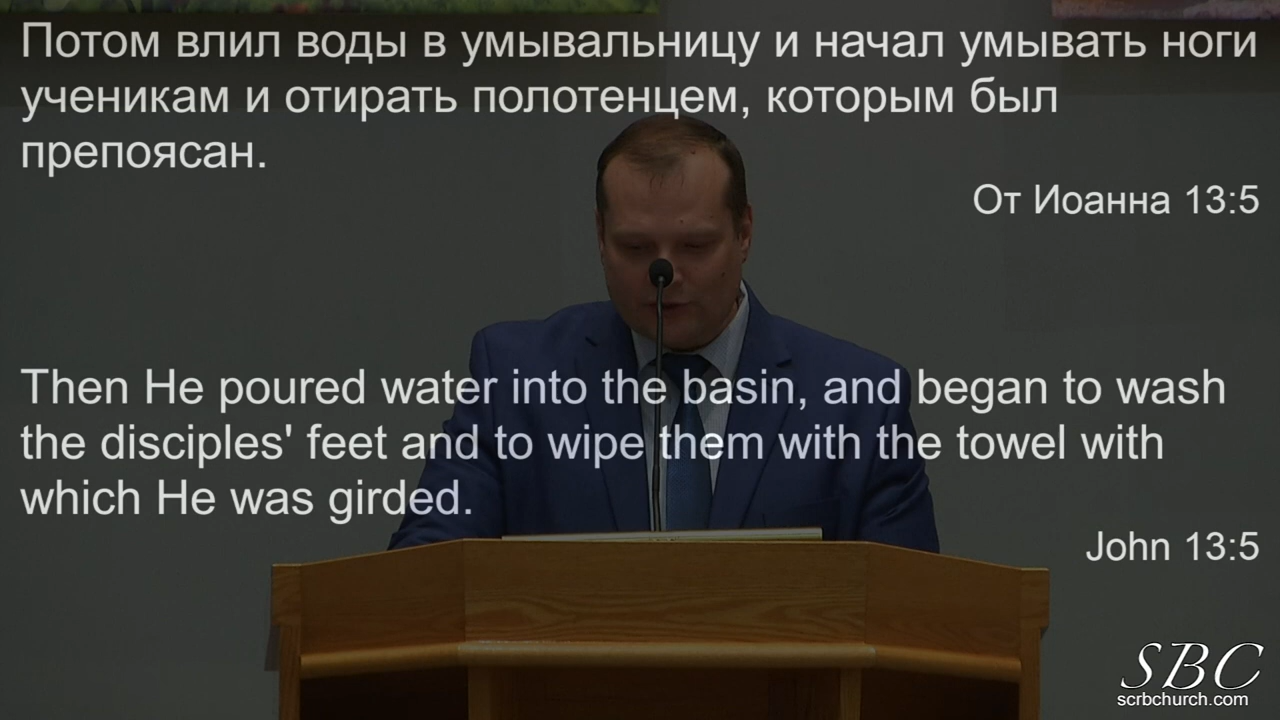 Потом влил воды в умывальницу и начал умывать ноги
ученикам и отирать полотенцем, которым был
препоясан.
От Иоанна 13:5
Then He poured water into the basin, and began to wash
the disciples' feet and to wipe them with the towel with
which He was girded.
John 13:5
SBC
scrbchurch.com